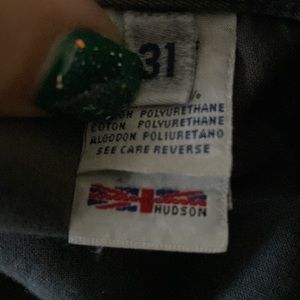 31
%
POLYURETHANE
COTON POLYURETHANE
ALGODON POLIURETANO
SEE CARE REVERSE
HUDSON